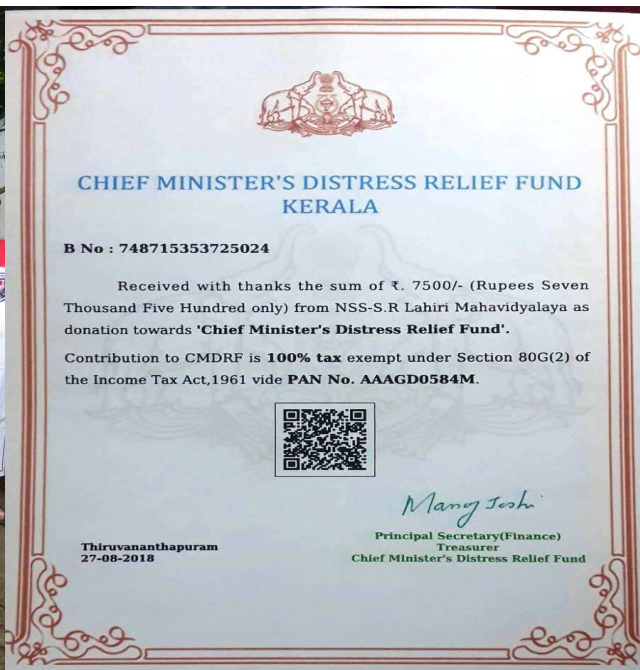 CHIEF MINISTER'S DISTRESS RELIEF FUND
KERALA
B No : 748715353725024
Received with thanks the sum of ₹. 7500/- (Rupees Seven
Thousand Five Hundred only) from NSS-S.R Lahiri Mahavidyalaya as
donation towards 'Chief Minister's Distress Relief Fund'.
Contribution to CMDRF is 100% tax exempt under Section 80G(2) of
the Income Tax Act,1961 vide PAN No. AAAGD0584M.
Manoj Joshi
Principal Secretary(Finance)
Treasurer
Chief Minister's Distress Relief Fund
Thiruvananthapuram
27-08-2018